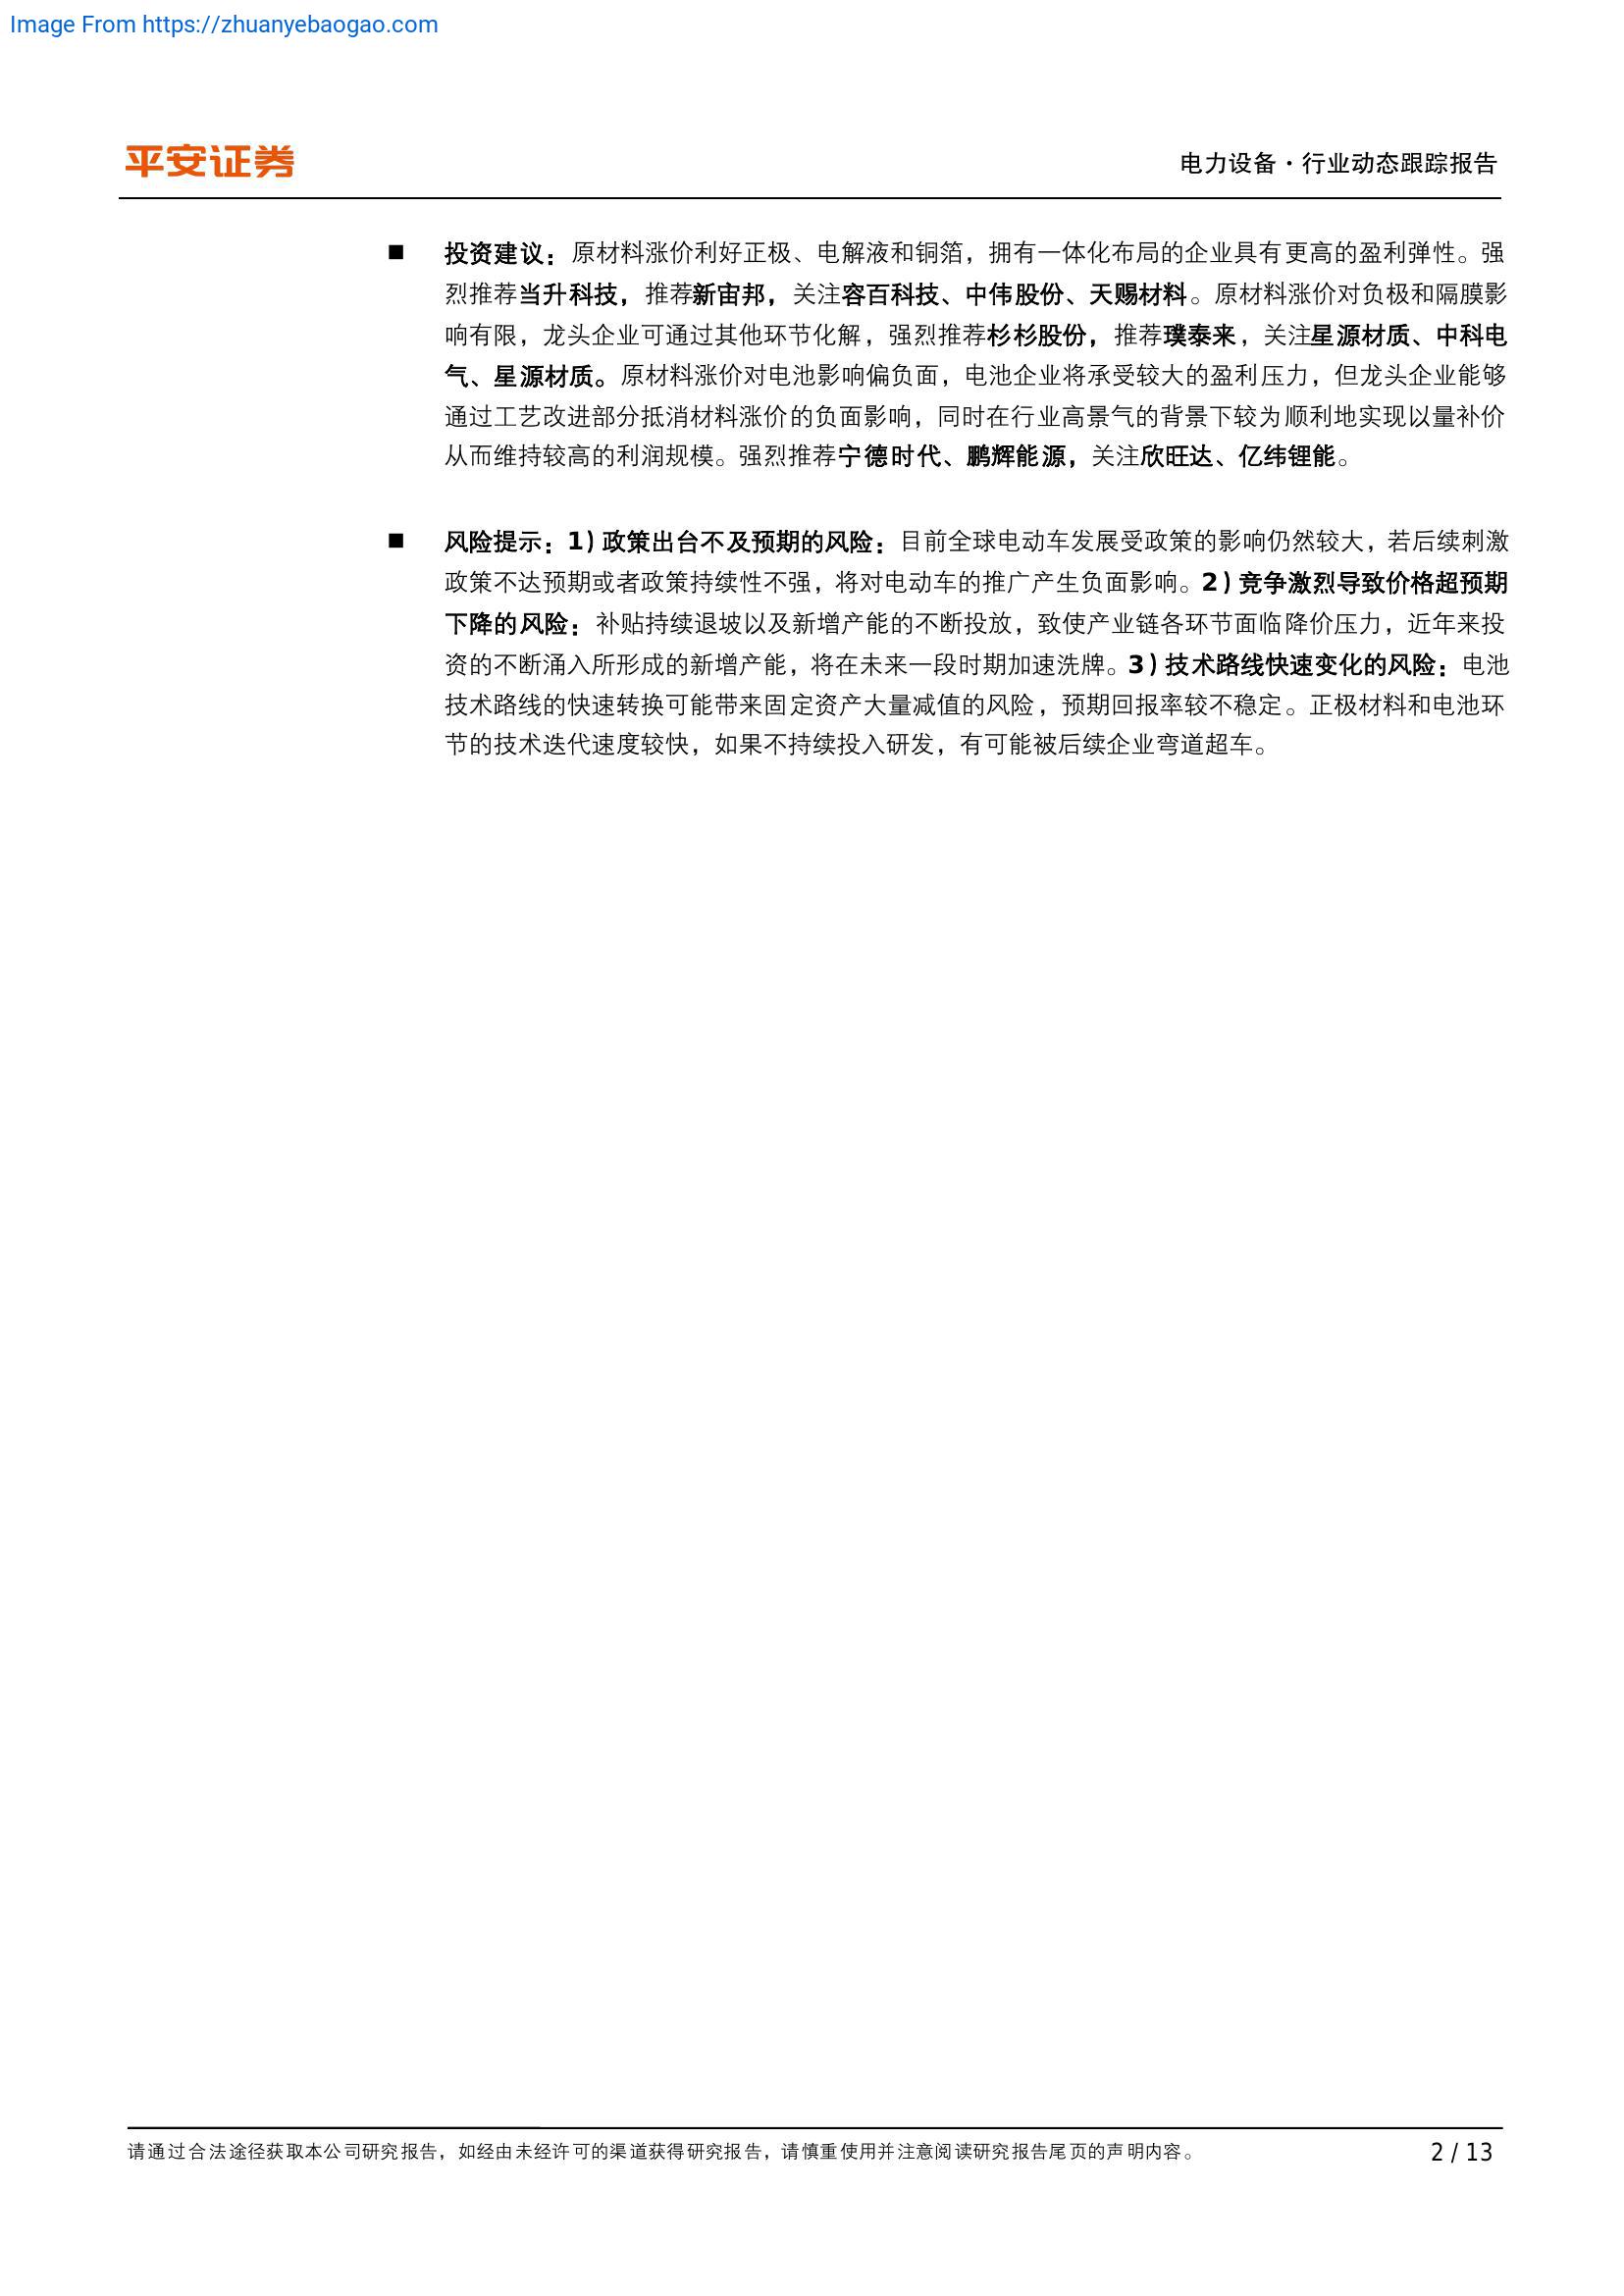 Image From https://zhuanyebaogao.com
平安证券
电力设备·行业动态跟踪报告
■ 投资建议：原材料涨价利好正极、电解液和铜箔，拥有一体化布局的企业具有更高的盈利弹性。强
烈推荐当升科技，推荐新宙邦，关注容百科技、中伟股份、天赐材料。原材料涨价对负极和隔膜影
响有限，龙头企业可通过其他环节化解，强烈推荐杉杉股份，推荐璞泰来，关注星源材质、中科电
气、星源材质。原材料涨价对电池影响偏负面，电池企业将承受较大的盈利压力，但龙头企业能够
通过工艺改进部分抵消材料涨价的负面影响，同时在行业高景气的背景下较为顺利地实现以量补价
从而维持较高的利润规模。强烈推荐宁德时代、鹏辉能源，关注欣旺达、亿纬锂能。
■ 风险提示：1）政策出台不及预期的风险：目前全球电动车发展受政策的影响仍然较大，若后续刺激
政策不达预期或者政策持续性不强，将对电动车的推广产生负面影响。2）竞争激烈导致价格超预期
下降的风险：补贴持续退坡以及新增产能的不断投放，致使产业链各环节面临降价压力，近年来投
资的不断涌入所形成的新增产能，将在未来一段时期加速洗牌。3）技术路线快速变化的风险：电池
技术路线的快速转换可能带来固定资产大量减值的风险，预期回报率较不稳定。正极材料和电池环
节的技术迭代速度较快，如果不持续投入研发，有可能被后续企业弯道超车。
请通过合法途径获取本公司研究报告，如经由未经许可的渠道获得研究报告，请慎重使用并注意阅读研究报告尾页的声明内容。
2 / 13